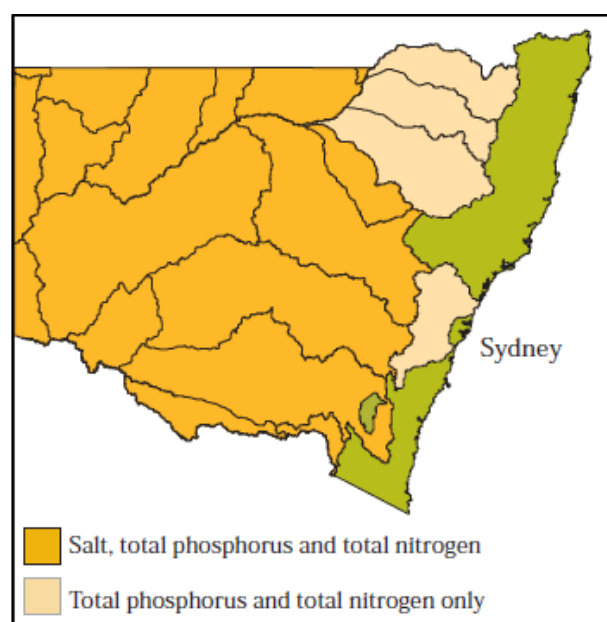 Sydney
Salt, total phosphorus and total nitrogen
Total phosphorus and total nitrogen only